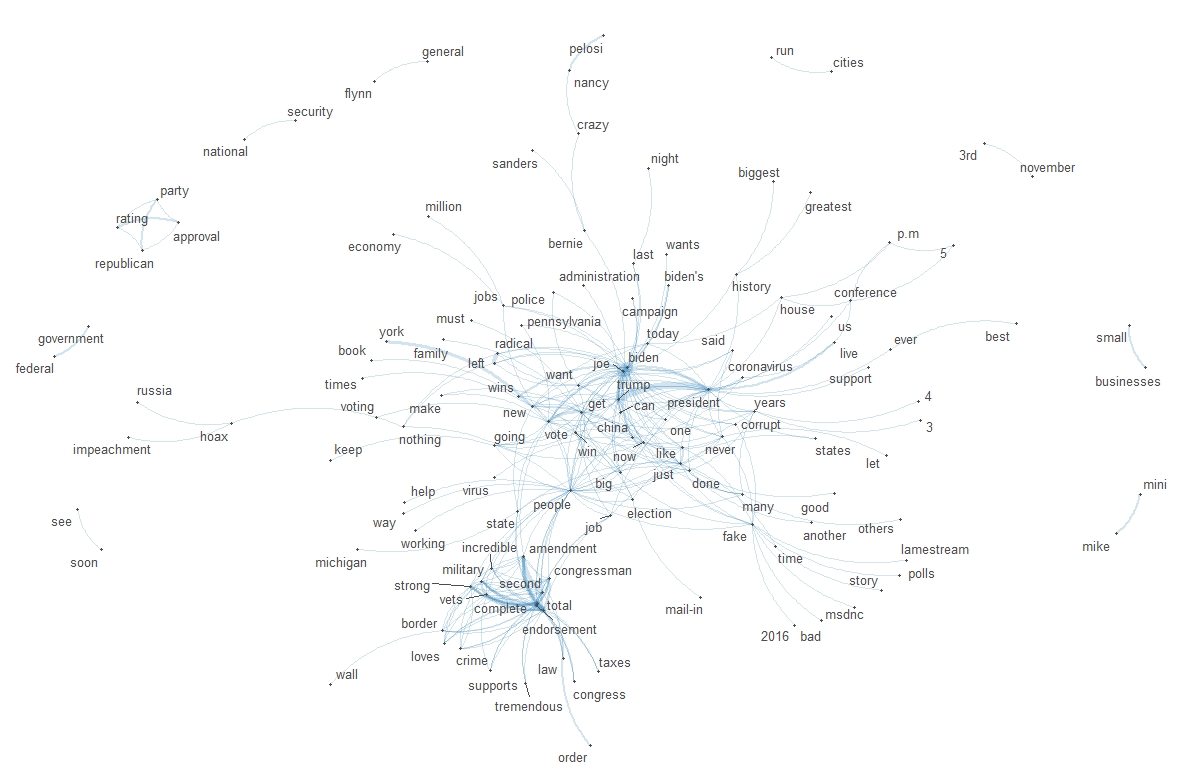 pelosi
general
run
cities
nancy
flynn
security
crazy
national
3rd
night
sanders
november
biggest
party
greatest
million
rating
approval
p.m
economy
bernie
wants
5
republican
last
administration
biden's
history
conference
jobs
police
house
campaign
must
pennsylvania
us
york
today
government
radical
said
ever
best
small
book
family
live
left
joe
biden
federal
coronavirus
want
support
times
trump
businesses
russia
wins
4
voting
make
new
get
can
president
years
corrupt
3
china
one
hoax
nothing
going
vote
impeachment
keep
win
now
like
never
states
just
let
big
done
mini
help
virus
people
many
good
see
way
state
job
election
another
others
fake
working
incredible
amendment
mike
lamestream
time
soon
michigan
military
congressman
strong
second
story
polls
vets
complete
total
mail-in
msdnc
border
endorsement
2016
bad
loves
crime
law
taxes
wall
supports
congress
tremendous
order